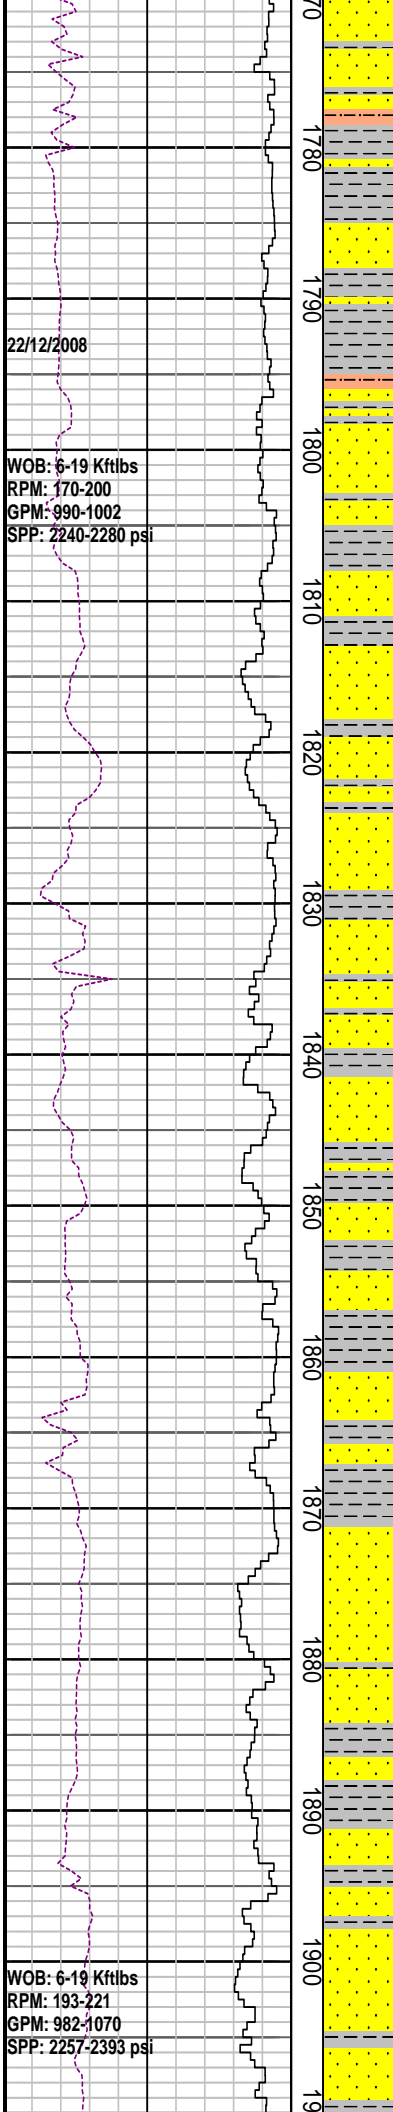 70
1780
1790
22/12/2008
1800
WOB: 6-19 Kftlbs
RPM: 170-200
GPM: 990-1002
SPP: 2240-2280 psi
1810
1820
1830
1840
1850
1860
1870
1880
1890
1900
WOB: 6-19 Kftlbs
RPM: 193-221
GPM: 982-1070
SPP: 2257-2393 psi
19